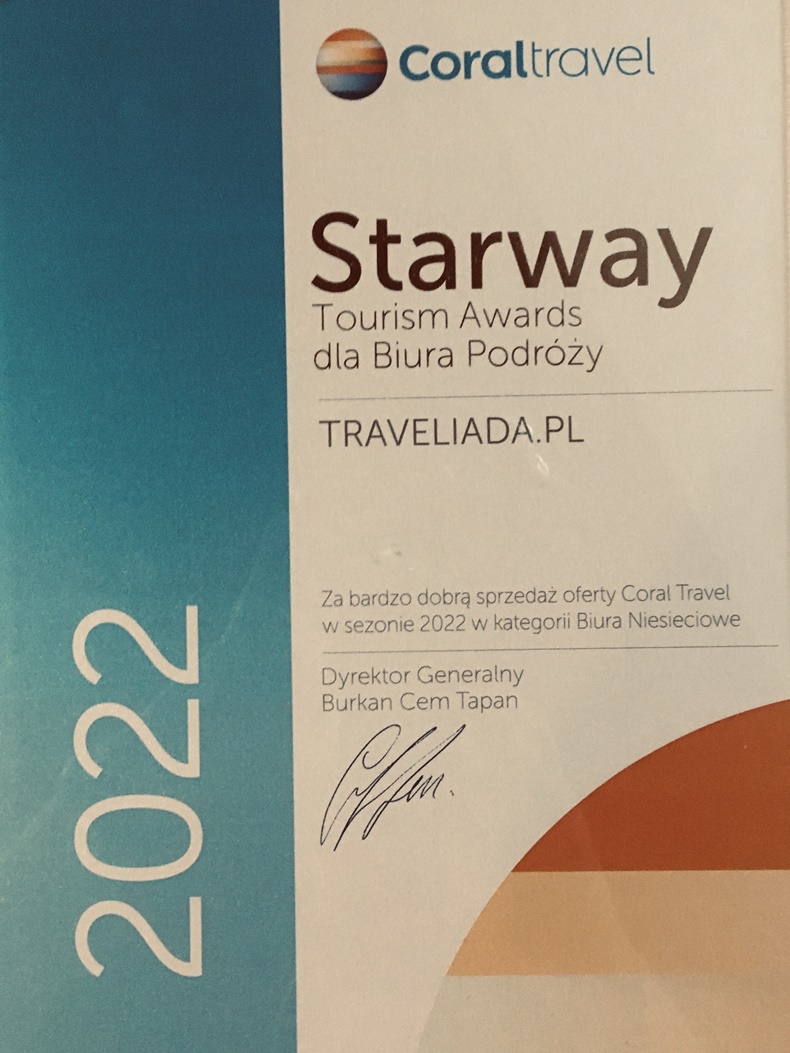 Coraltravel
Starway
Tourism Awards
dla Biura Podróży
TRAVELIADA.PL
Za bardzo dobrą sprzedaż oferty Coral Travel
w sezonie 2022 w kategorii Biura Niesieciowe
Dyrektor Generalny
Burkan Cem Tapan
2022